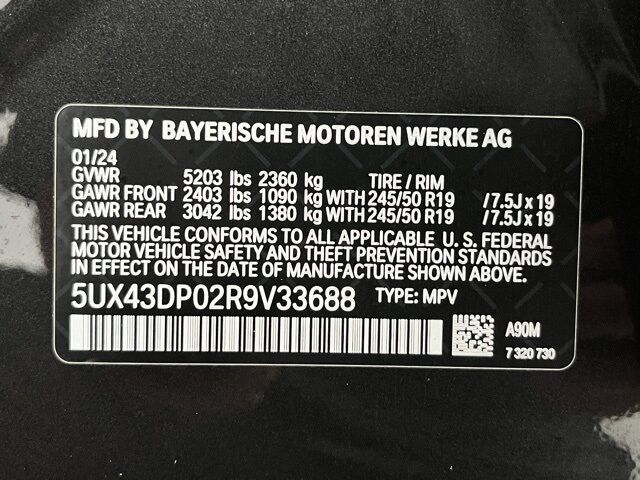 MFD BY BAYERISCHE MOTOREN WERKE AG
01/24
GVWR 5203 lbs 2360 kg TIRE / RIM
GAWR FRONT 2403 lbs 1090 kg WITH 245/50 R19 /7.5J x 19
GAWR REAR 3042 lbs 1380 kg WITH 245/50 R19 /7.5J x 19
THIS VEHICLE CONFORMS TO ALL APPLICABLE U. S. FEDERAL
MOTOR VEHICLE SAFETY AND THEFT PREVENTION STANDARDS
IN EFFECT ON THE DATE OF MANUFACTURE SHOWN ABOVE.
5UX43DP02R9V33688 TYPE: MPV
A90M
7 320 730